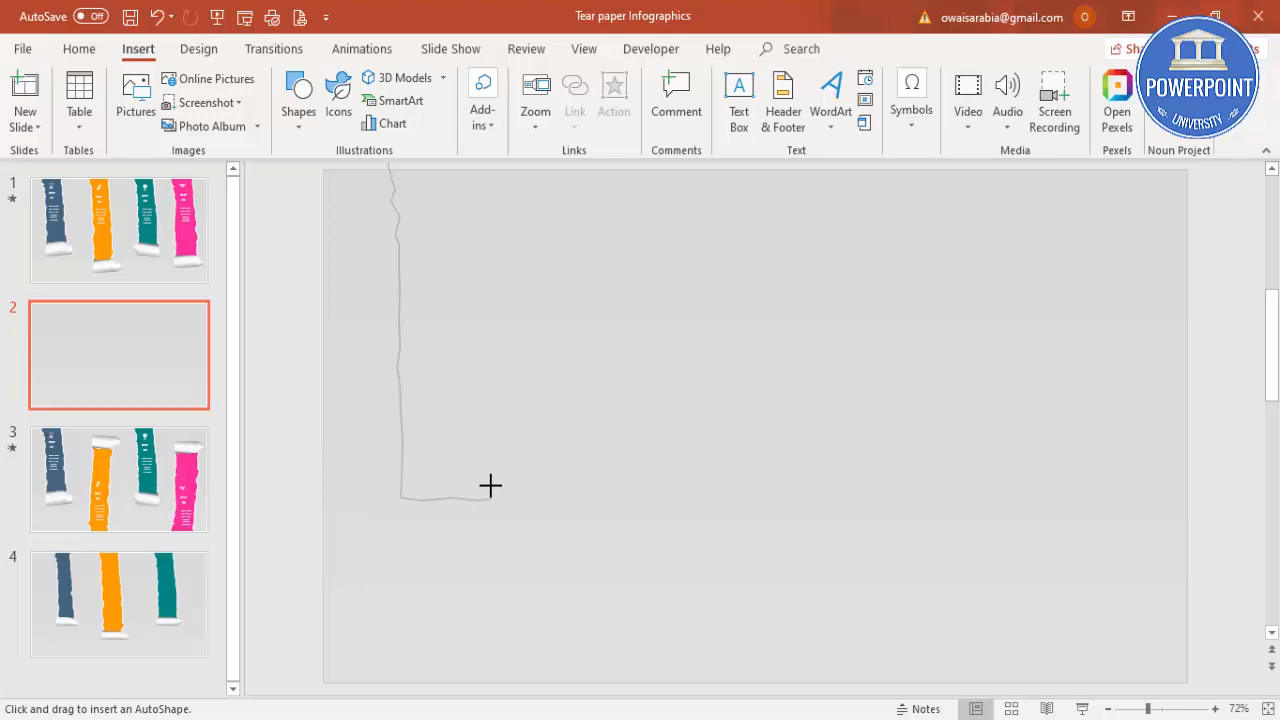 AutoSave Off
Tear paper Infographics
owaisarabia@gmail.com
O
File Home Insert Design Transitions Animations Slide Show Review View Developer Help Search
New Slide
Slides
Table
Tables
Pictures
Online Pictures
Screenshot
Photo Album
Images
Shapes
Icons
3D Models
SmartArt
Chart
Illustrations
Add-ins
Zoom
Link
Action
Links
Comment
Comments
Text Box
Header & Footer
WordArt
Text
Symbols
Video
Audio
Screen Recording
Media
Open Pexels
Pexels
Noun Project
POWERPOINT
UNIVERSITY
1
2
3
4
Click and drag to insert an AutoShape.
Notes
72%